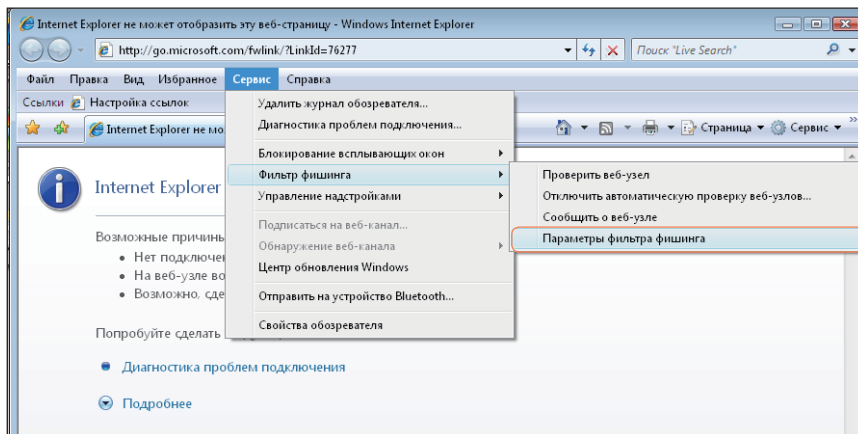 Internet Explorer не может отобразить эту веб-страницу - Windows Internet Explorer
http://go.microsoft.com/fwlink/?LinkId=76277
Поиск "Live Search"
Файл Правка Вид Избранное Сервис Справка
Ссылки Настройка ссылок
Internet Explorer не мо
Страница Сервис »
Удалить журнал обозревателя...
Диагностика проблем подключения...
Блокирование всплывающих окон
Фильтр фишинга
Управление надстройками
Подписаться на веб-канал...
Обнаружение веб-канала
Центр обновления Windows
Отправить на устройство Bluetooth...
Свойства обозревателя
Проверить веб-узел
Отключить автоматическую проверку веб-узлов...
Сообщить о веб-узле
Параметры фильтра фишинга
Internet Explorer
Возможные причины
• Нет подключе
• На веб-узле во
• Возможно, сде
Попробуйте сделать
Диагностика проблем подключения
Подробнее